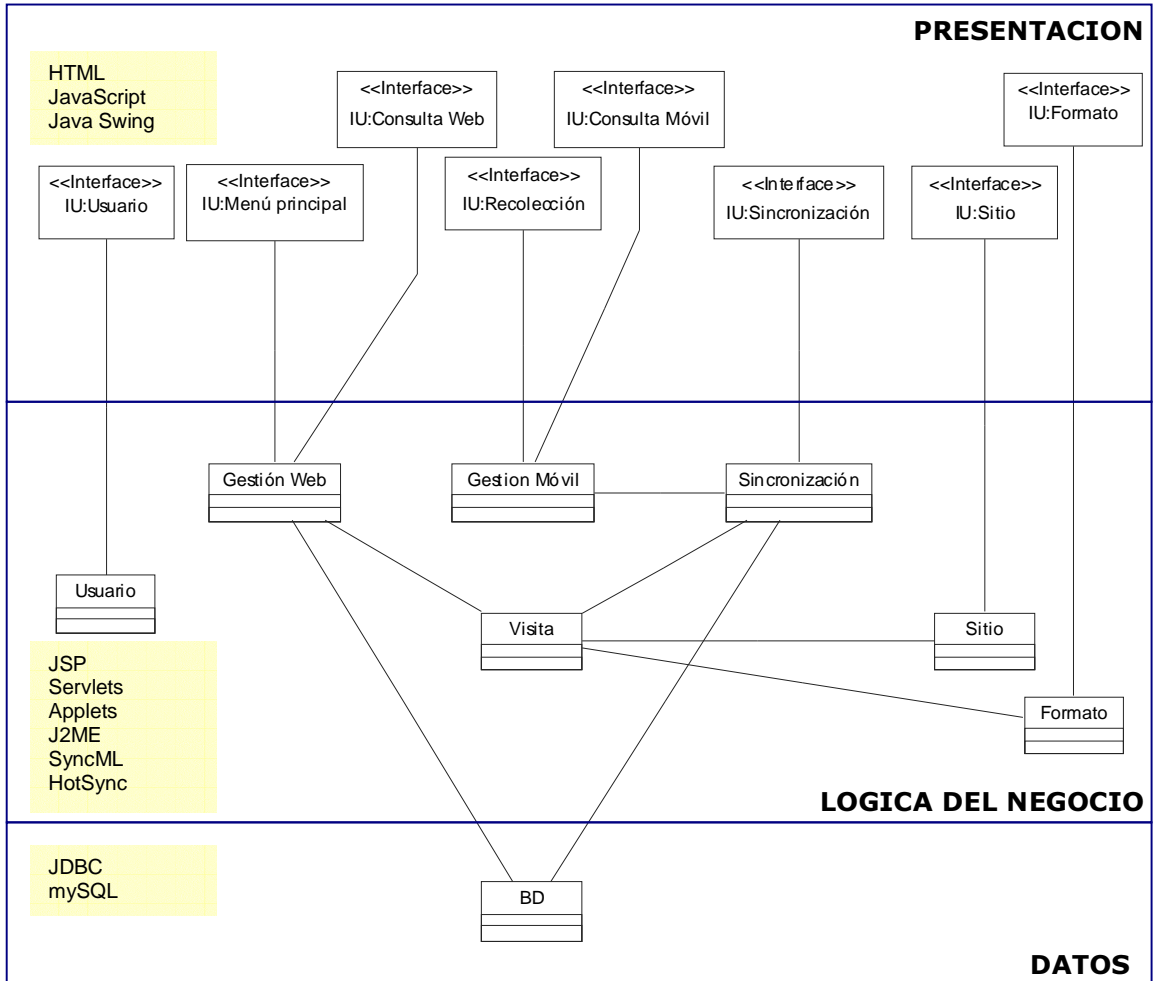 PRESENTACION
HTML
JavaScript
Java Swing
<<Interface>>
IU:Consulta Web
<<Interface>>
IU:Consulta Móvil
<<Interface>>
IU:Formato
<<Interface>>
IU:Usuario
<<Interface>>
IU:Menú principal
<<Interface>>
IU:Recolección
<<Interface>>
IU:Sincronización
<<Interface>>
IU:Sitio
Gestión Web
Gestion Móvil
Sincronización
Usuario
Visita
Sitio
Formato
JSP
Servlets
Applets
J2ME
SyncML
HotSync
LOGICA DEL NEGOCIO
JDBC
mySQL
BD
DATOS